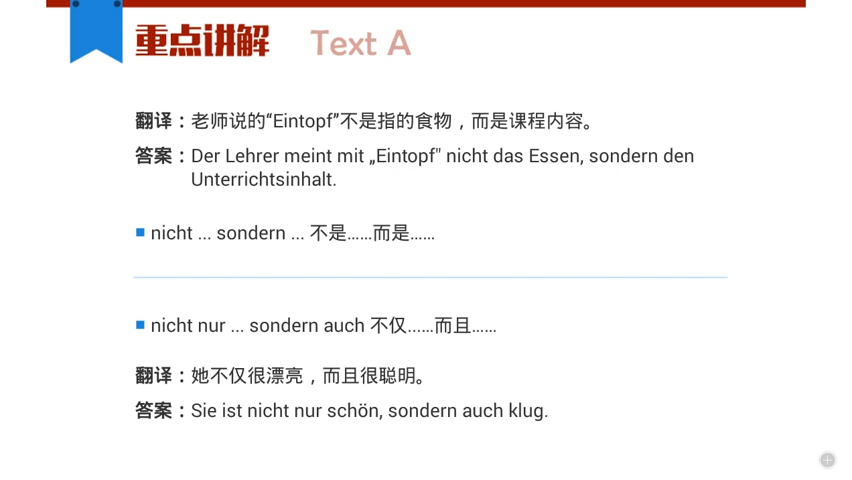 重点讲解 Text A
翻译：老师说的“Eintopf”不是指的食物，而是课程内容。
答案：Der Lehrer meint mit „Eintopf" nicht das Essen, sondern den
Unterrichtsinhalt.
nicht ... sondern ... 不是……而是……
nicht nur ... sondern auch 不仅……而且……
翻译：她不仅很漂亮，而且很聪明。
答案：Sie ist nicht nur schön, sondern auch klug.